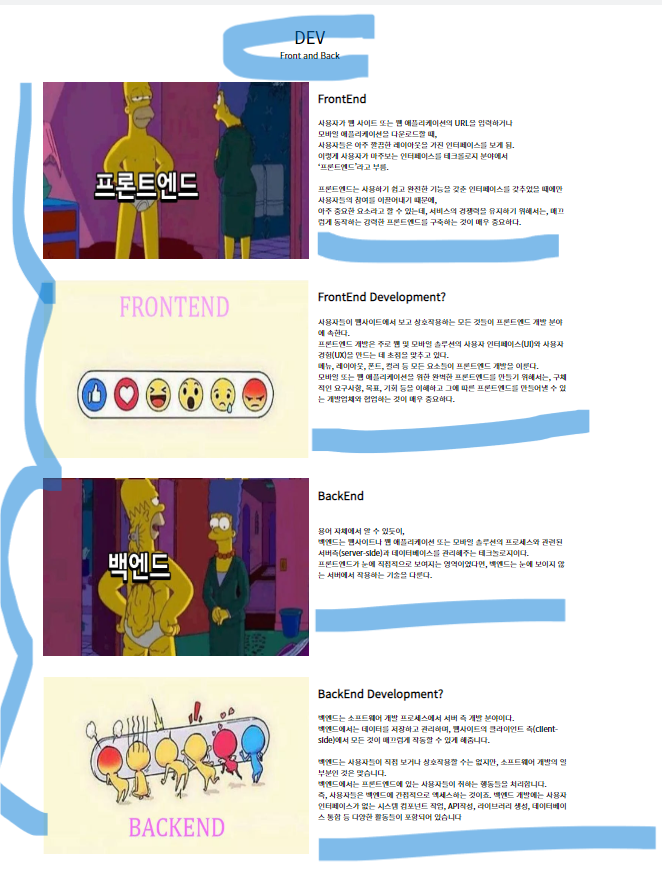 DEV
Front and Back
프론트엔드
FrontEnd
사용자가 웹 사이트 또는 웹 애플리케이션의 URL을 입력하거나
모바일 애플리케이션을 다운로드할 때,
사용자들은 아주 깔끔한 레이아웃을 가진 인터페이스를 보게 됨.
이렇게 사용자가 마주보는 인터페이스를 테크놀로지 분야에서
'프론트엔드'라고 부름.
프론트엔드는 사용하기 쉽고 완전한 기능을 갖춘 인터페이스를 갖추었을 때에만
사용자들의 참여를 이끌어내기 때문에,
아주 중요한 요소라고 할 수 있는데, 서비스의 경쟁력을 유지하기 위해서는, 매끄
럽게 동작하는 강력한 프론트엔드를 구축하는 것이 매우 중요하다.
FRONTEND
FrontEnd Development?
사용자들이 웹사이트에서 보고 상호작용하는 모든 것들이 프론트엔드 개발 분야
에 속한다.
프론트엔드 개발은 주로 웹 및 모바일 솔루션의 사용자 인터페이스(UI)와 사용자
경험(UX)을 만드는 데 초점을 맞추고 있다.
메뉴, 레이아웃, 폰트, 컬러 등 모든 요소들이 프론트엔드 개발을 이룬다.
모바일 또는 웹 애플리케이션을 위한 완벽한 프론트엔드를 만들기 위해서는, 구체
적인 요구사항, 목표, 기회 등을 이해하고 그에 따른 프론트엔드를 만들어낼 수 있
는 개발업체와 협업하는 것이 매우 중요하다.
백엔드
BackEnd
용어 자체에서 알 수 있듯이,
백엔드는 웹사이트나 웹 애플리케이션 또는 모바일 솔루션의 프로세스와 관련된
서버측(server-side)과 데이터베이스를 관리해주는 테크놀로지이다.
프론트엔드가 눈에 직접적으로 보여지는 영역이었다면, 백엔드는 눈에 보이지 않
는 서버에서 작용하는 기술을 다룬다.
BACKEND
BackEnd Development?
백엔드는 소프트웨어 개발 프로세스에서 서버 측 개발 분야이다.
백엔드에서는 데이터를 저장하고 관리하며, 웹사이트의 클라이언트 측(client-
side)에서 모든 것이 매끄럽게 작동할 수 있게 해줍니다.
백엔드는 사용자들이 직접 보거나 상호작용할 수는 없지만, 소프트웨어 개발의 일
부분인 것은 맞습니다.
백엔드에서는 프론트엔드에 있는 사용자들이 취하는 행동들을 처리합니다.
즉, 사용자들은 백엔드에 간접적으로 액세스하는 것이죠. 백엔드 개발에는 사용자
인터페이스가 없는 시스템 컴포넌트 작업, API작성, 라이브러리 생성, 데이터베이
스 통합 등 다양한 활동들이 포함되어 있습니다